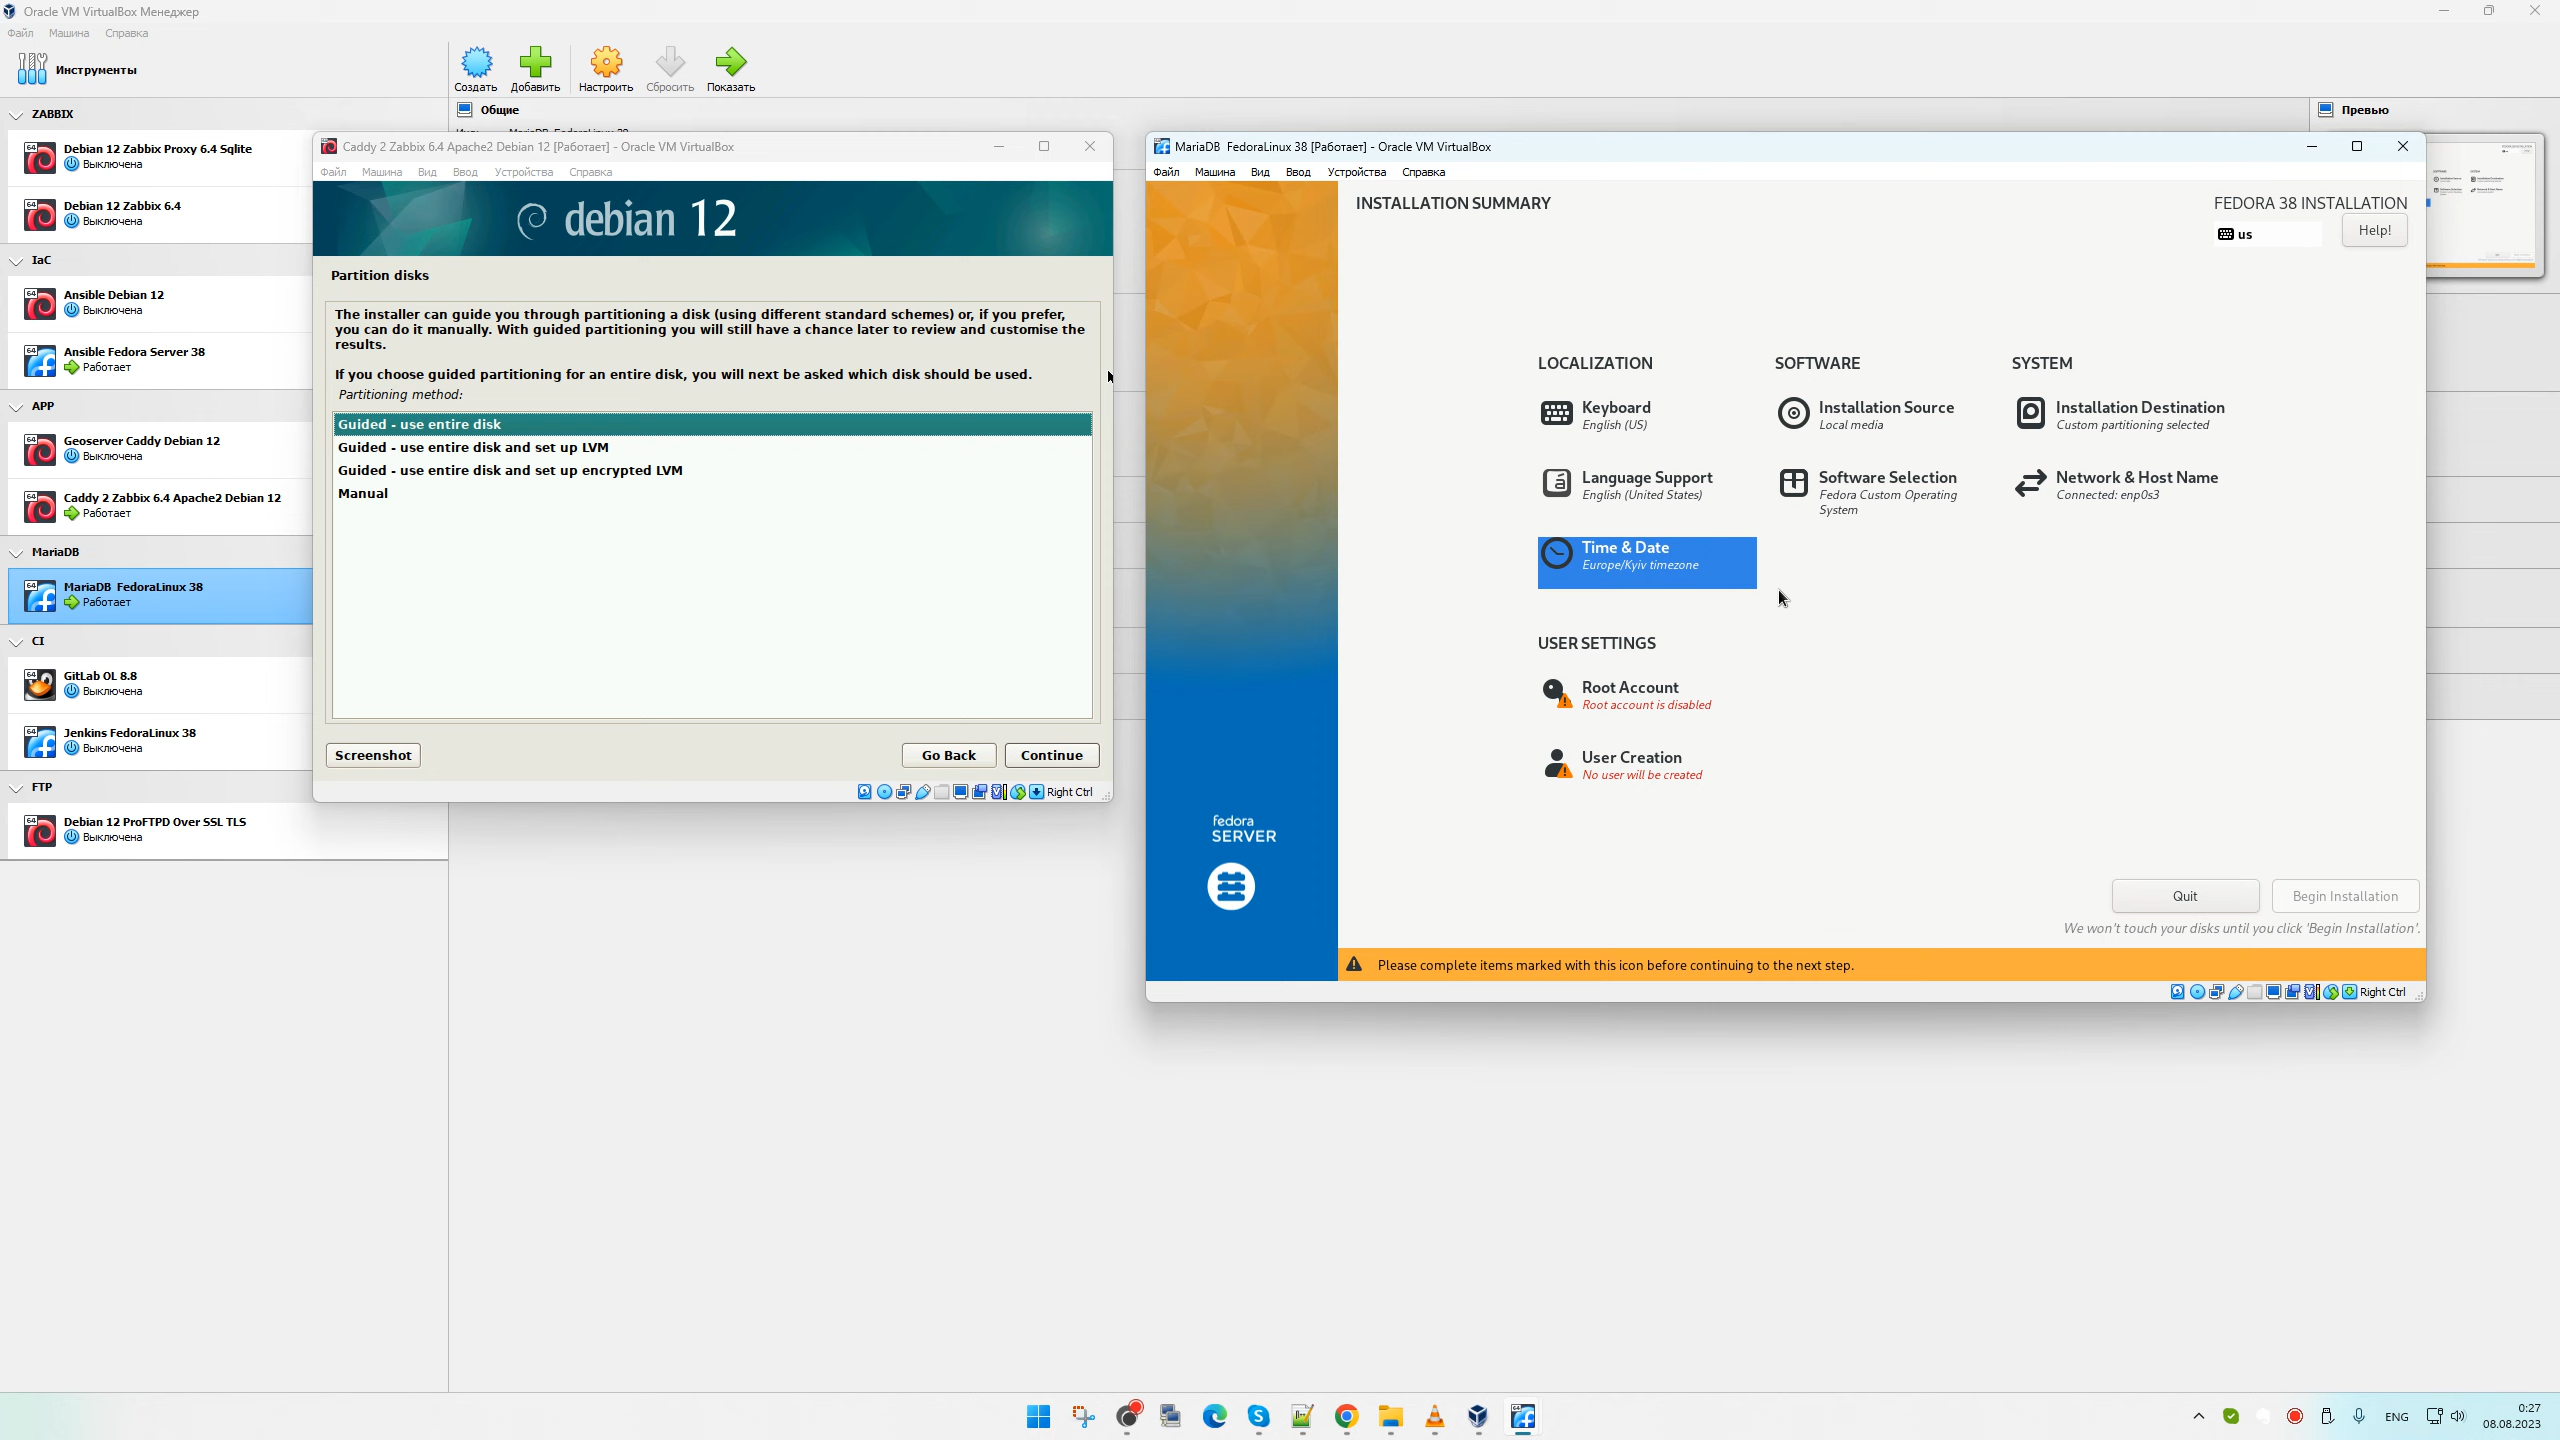 Oracle VM VirtualBox Менеджер
Файл Машина Справка
Инструменты
Создать Добавить Настроить Сбросить Показать
ZABBIX
Debian 12 Zabbix Proxy 6.4 Sqlite
Выключена
Debian 12 Zabbix 6.4
Выключена
IaC
Ansible Debian 12
Выключена
Ansible Fedora Server 38
Работает
APP
Geoserver Caddy Debian 12
Выключена
Caddy 2 Zabbix 6.4 Apache2 Debian 12
Работает
MariaDB
MariaDB FedoraLinux 38
Работает
CI
GitLab OL 8.8
Выключена
Jenkins FedoraLinux 38
Выключена
FTP
Debian 12 ProFTPD Over SSL TLS
Выключена
Общие
Превью
Caddy 2 Zabbix 6.4 Apache2 Debian 12 [Работает] - Oracle VM VirtualBox
Файл Машина Вид Ввод Устройства Справка
debian 12
Partition disks
The installer can guide you through partitioning a disk (using different standard schemes) or, if you prefer,
you can do it manually. With guided partitioning you will still have a chance later to review and customise the
results.
If you choose guided partitioning for an entire disk, you will next be asked which disk should be used.
Partitioning method:
Guided - use entire disk
Guided - use entire disk and set up LVM
Guided - use entire disk and set up encrypted LVM
Manual
Screenshot Go Back Continue
Right Ctrl
MariaDB FedoraLinux 38 [Работает] - Oracle VM VirtualBox
Файл Машина Вид Ввод Устройства Справка
INSTALLATION SUMMARY
FEDORA 38 INSTALLATION
us
Help!
LOCALIZATION SOFTWARE SYSTEM
Keyboard
English (US)
Installation Source
Local media
Installation Destination
Custom partitioning selected
Language Support
English (United States)
Software Selection
Fedora Custom Operating
System
Network & Host Name
Connected: enp0s3
Time & Date
Europe/Kyiv timezone
USER SETTINGS
Root Account
Root account is disabled
User Creation
No user will be created
fedora
SERVER
Quit Begin Installation
We won't touch your disks until you click 'Begin Installation'.
Please complete items marked with this icon before continuing to the next step.
Right Ctrl
ENG
0:27
08.08.2023